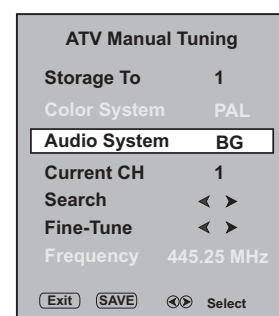 ATV Manual Tuning
Storage To 1
Color System PAL
Audio System BG
Current CH 1
Search
Fine-Tune
Frequency 445.25 MHz
Exit SAVE Select